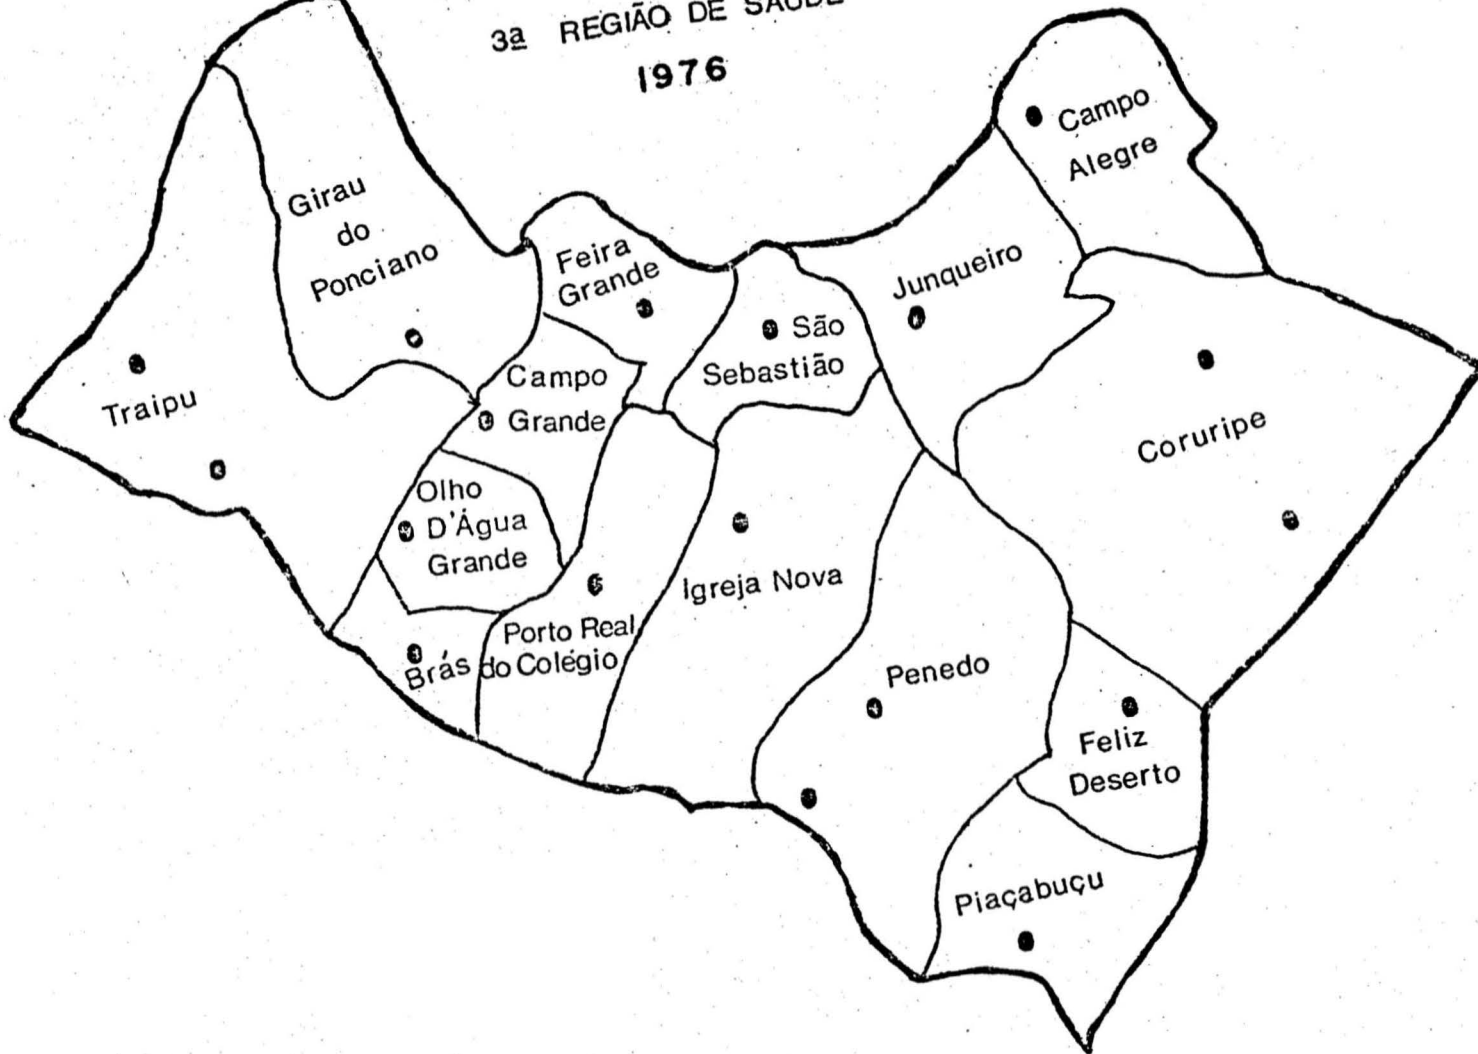 3ª REGIÃO DE SAÚDE
1976
Campo
Alegre
Girau
do
Ponciano
Feira
Grande
Junqueiro
São
Sebastião
Campo
Grande
Traipu
Coruripe
Olho
D'Água
Grande
Igreja Nova
Porto Real
do Colégio
Brás
Penedo
Feliz
Deserto
Piaçabuçu